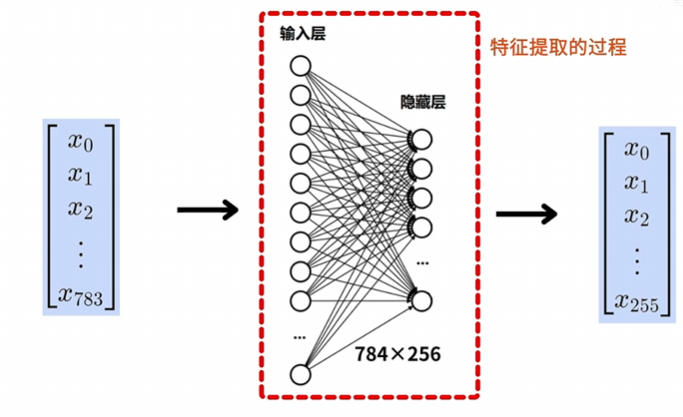 输入层
特征提取的过程
隐藏层
x0
x1
x2
⋮
x783
x0
x1
x2
⋮
x255
...
...
784×256